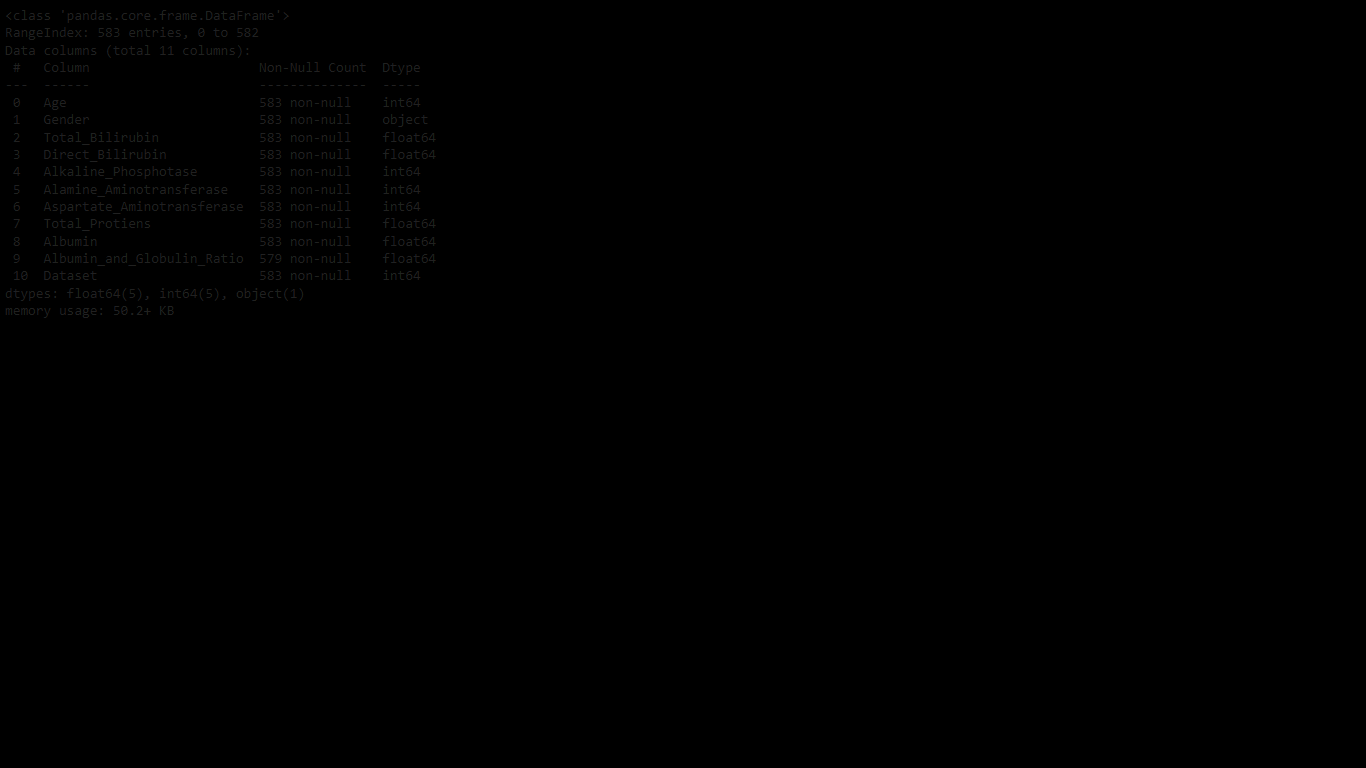 <class 'pandas.core.frame.DataFrame'>
RangeIndex: 583 entries, 0 to 582
Data columns (total 11 columns):
 #   Column                      Non-Null Count  Dtype
---  ------                      --------------  -----
 0   Age                         583 non-null    int64
 1   Gender                      583 non-null    object
 2   Total_Bilirubin             583 non-null    float64
 3   Direct_Bilirubin            583 non-null    float64
 4   Alkaline_Phosphotase        583 non-null    int64
 5   Alamine_Aminotransferase    583 non-null    int64
 6   Aspartate_Aminotransferase  583 non-null    int64
 7   Total_Protiens              583 non-null    float64
 8   Albumin                     583 non-null    float64
 9   Albumin_and_Globulin_Ratio  579 non-null    float64
 10  Dataset                     583 non-null    int64
dtypes: float64(5), int64(5), object(1)
memory usage: 50.2+ KB